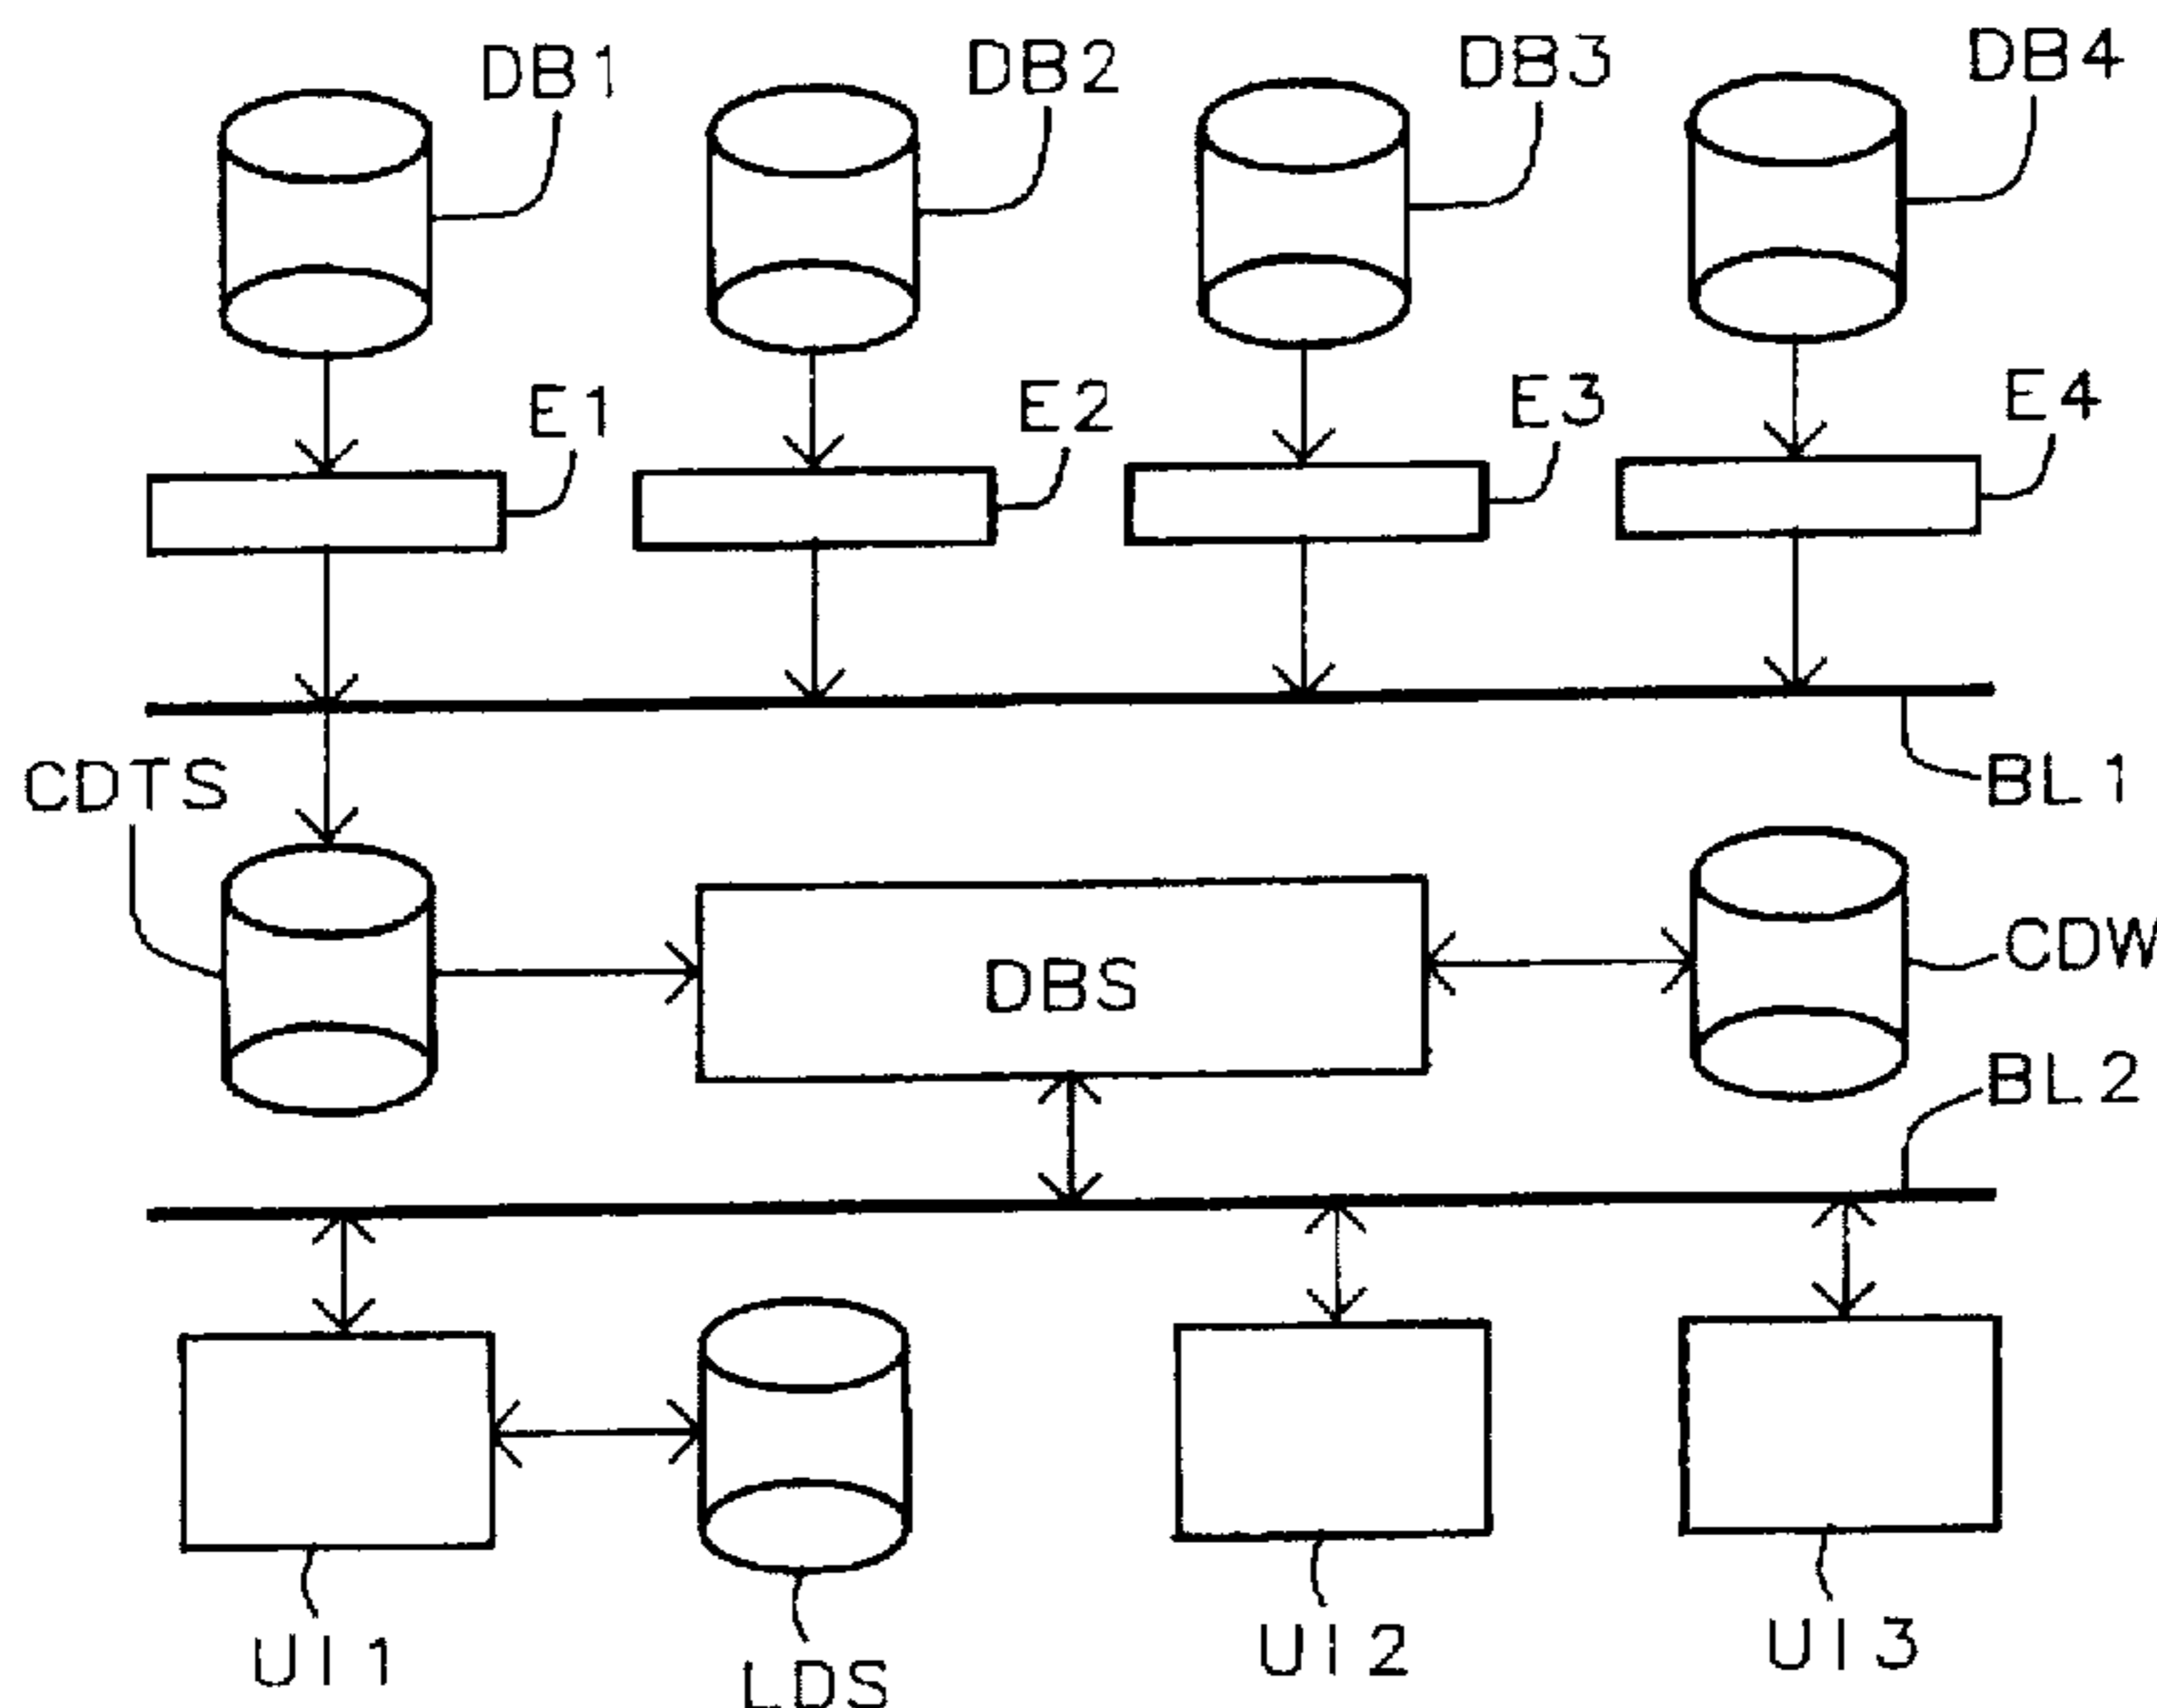 DB1
DB2
DB3
DB4
E1
E2
E3
E4
BL1
CDTS
DBS
CDW
BL2
UI1
LDS
UI2
UI3